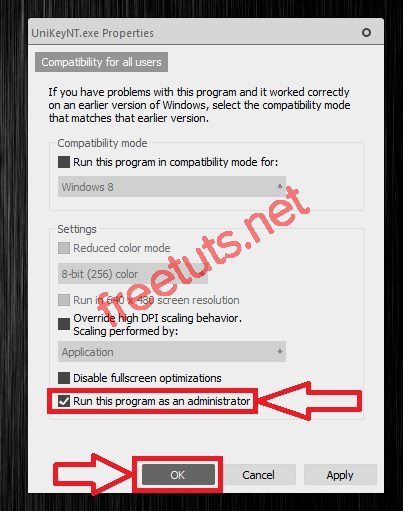 UniKeyNT.exe Properties
Compatibility for all users
If you have problems with this program and it worked correctly
on an earlier version of Windows, select the compatibility mode
that matches that earlier version.
Compatibility mode
Run this program in compatibility mode for:
Windows 8
Settings
Reduced color mode
8-bit (256) color
Run in 640 x 480 screen resolution
Override high DPI scaling behavior.
Scaling performed by:
Application
Disable fullscreen optimizations
Run this program as an administrator
OK
Cancel
Apply
freetuts.net